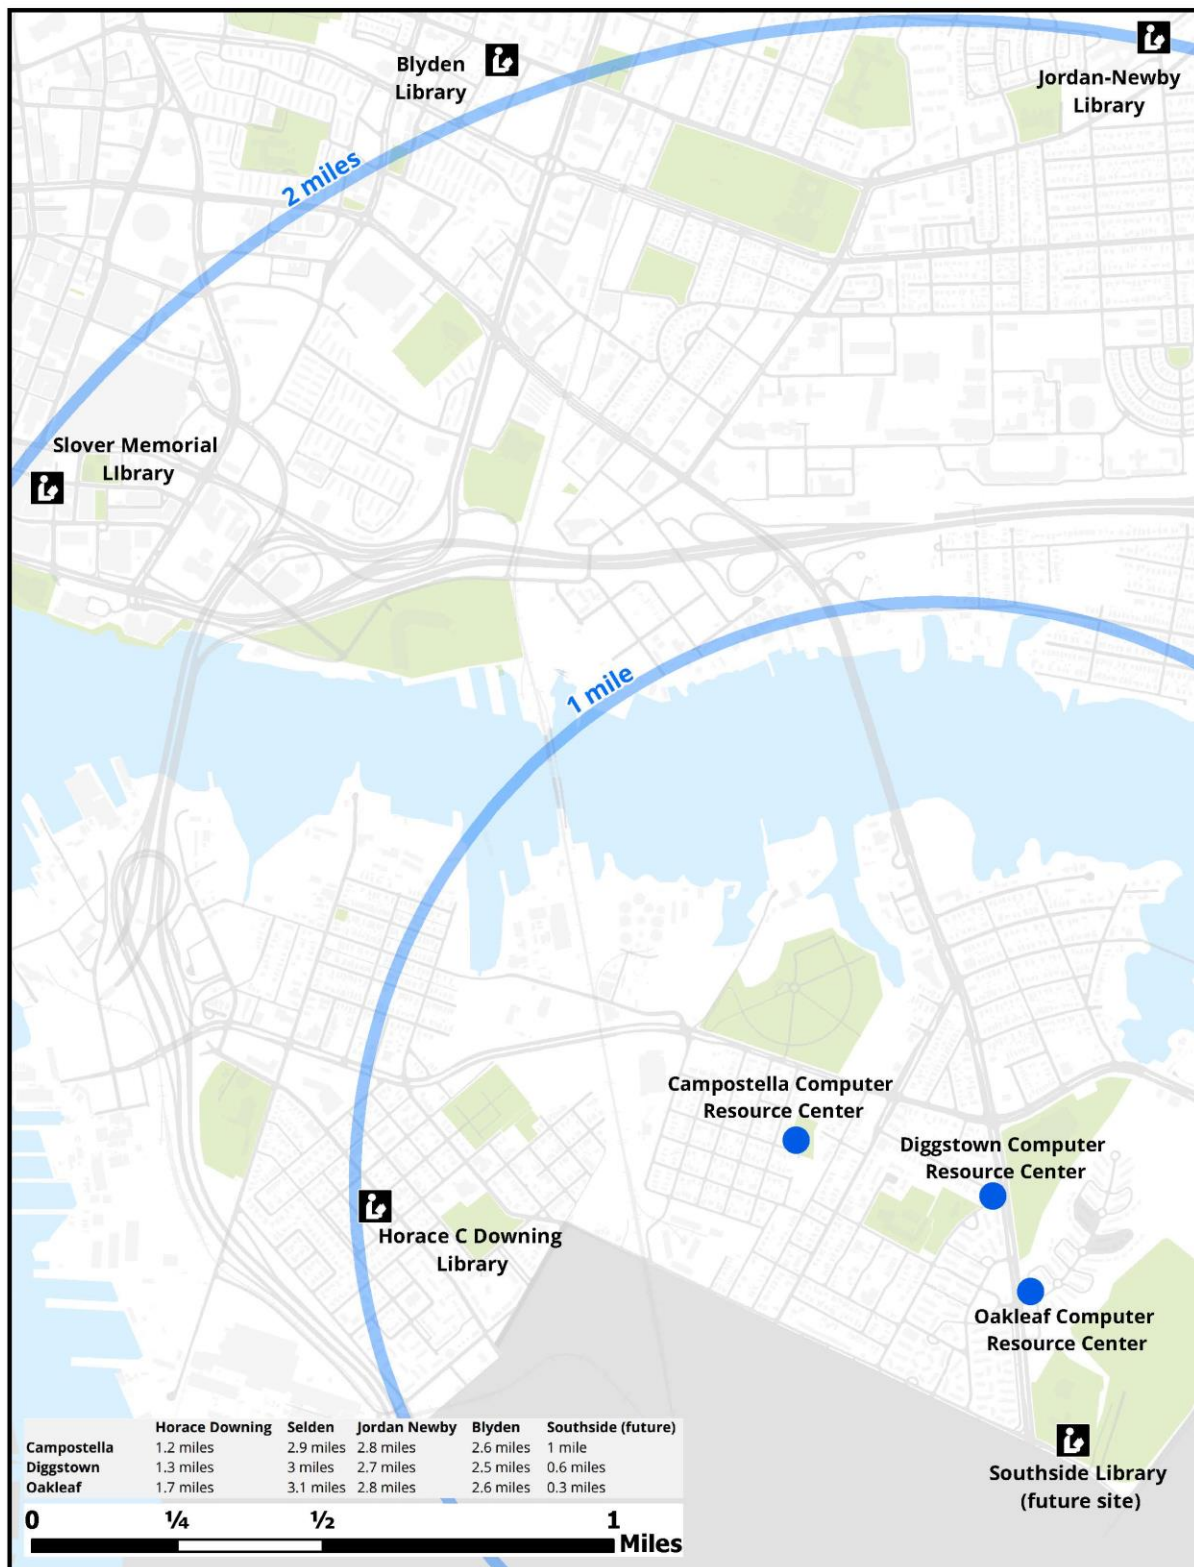 Blyden
Library
Jordan-Newby
Library
2 miles
Slover Memorial
LIbrary
1 mile
Campostella Computer
Resource Center
Diggstown Computer
Resource Center
Horace C Downing
Library
Oakleaf Computer
Resource Center
Southside Library
(future site)
Horace Downing Selden Jordan Newby Blyden Southside (future)
Campostella 1.2 miles 2.9 miles 2.8 miles 2.6 miles 1 mile
Diggstown 1.3 miles 3 miles 2.7 miles 2.5 miles 0.6 miles
Oakleaf 1.7 miles 3.1 miles 2.8 miles 2.6 miles 0.3 miles
0 ¼ ½ 1
Miles